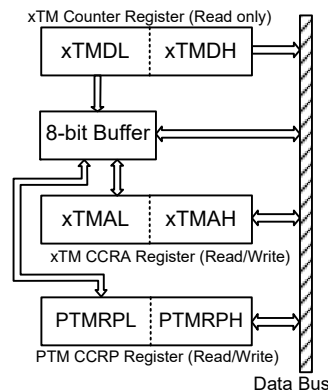 xTM Counter Register (Read only)
xTMDL xTMDH
8-bit Buffer
xTMAL xTMAH
xTM CCRA Register (Read/Write)
PTMRPL PTMRPH
PTM CCRP Register (Read/Write)
Data Bus